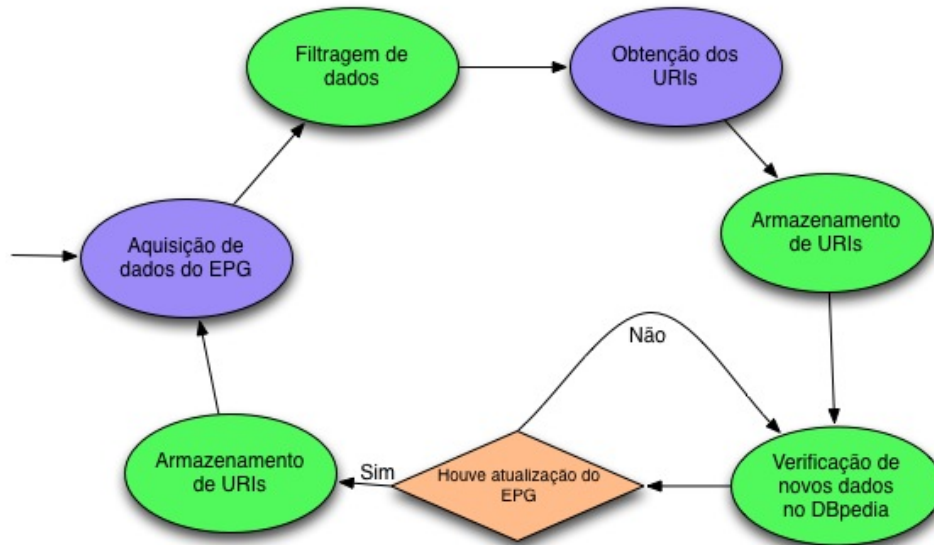 Filtragem de
dados
Obtenção dos
URIs
Aquisição de
dados do EPG
Armazenamento
de URIs
Não
Armazenamento
de URIs
Sim
Houve atualização do
EPG
Verificação de
novos dados
no DBpedia